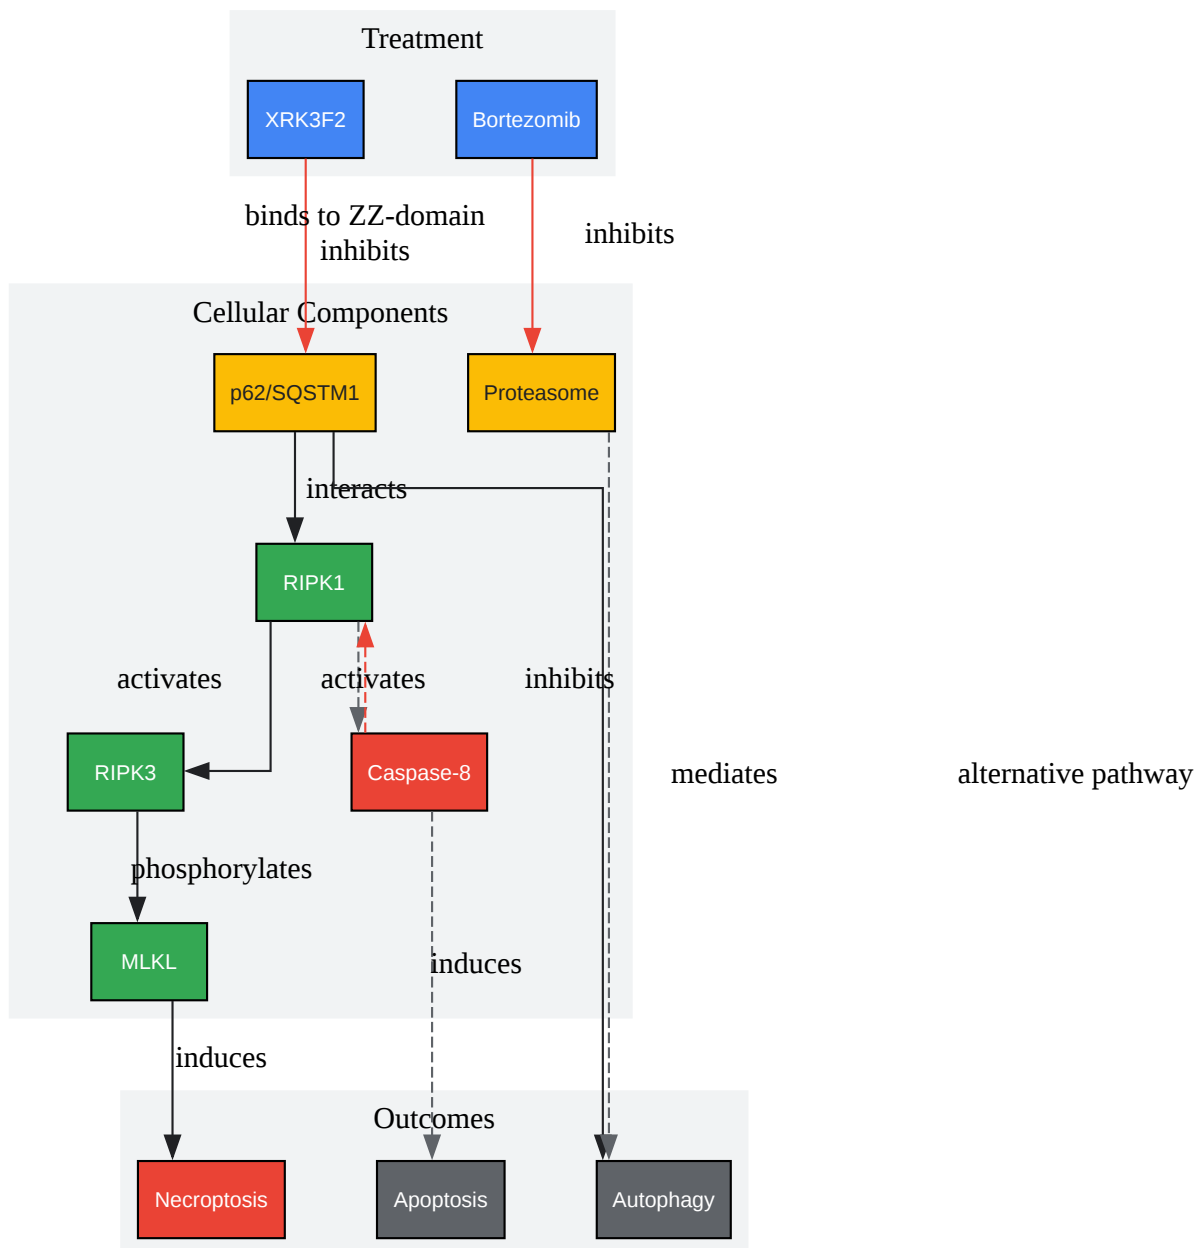 Treatment
XRK3F2
Bortezomib
binds to ZZ-domain
inhibits
inhibits
Cellular Components
p62/SQSTM1
Proteasome
interacts
RIPK1
activates
activates
inhibits
RIPK3
Caspase-8
mediates
alternative pathway
phosphorylates
MLKL
induces
induces
Outcomes
Necroptosis
Apoptosis
Autophagy